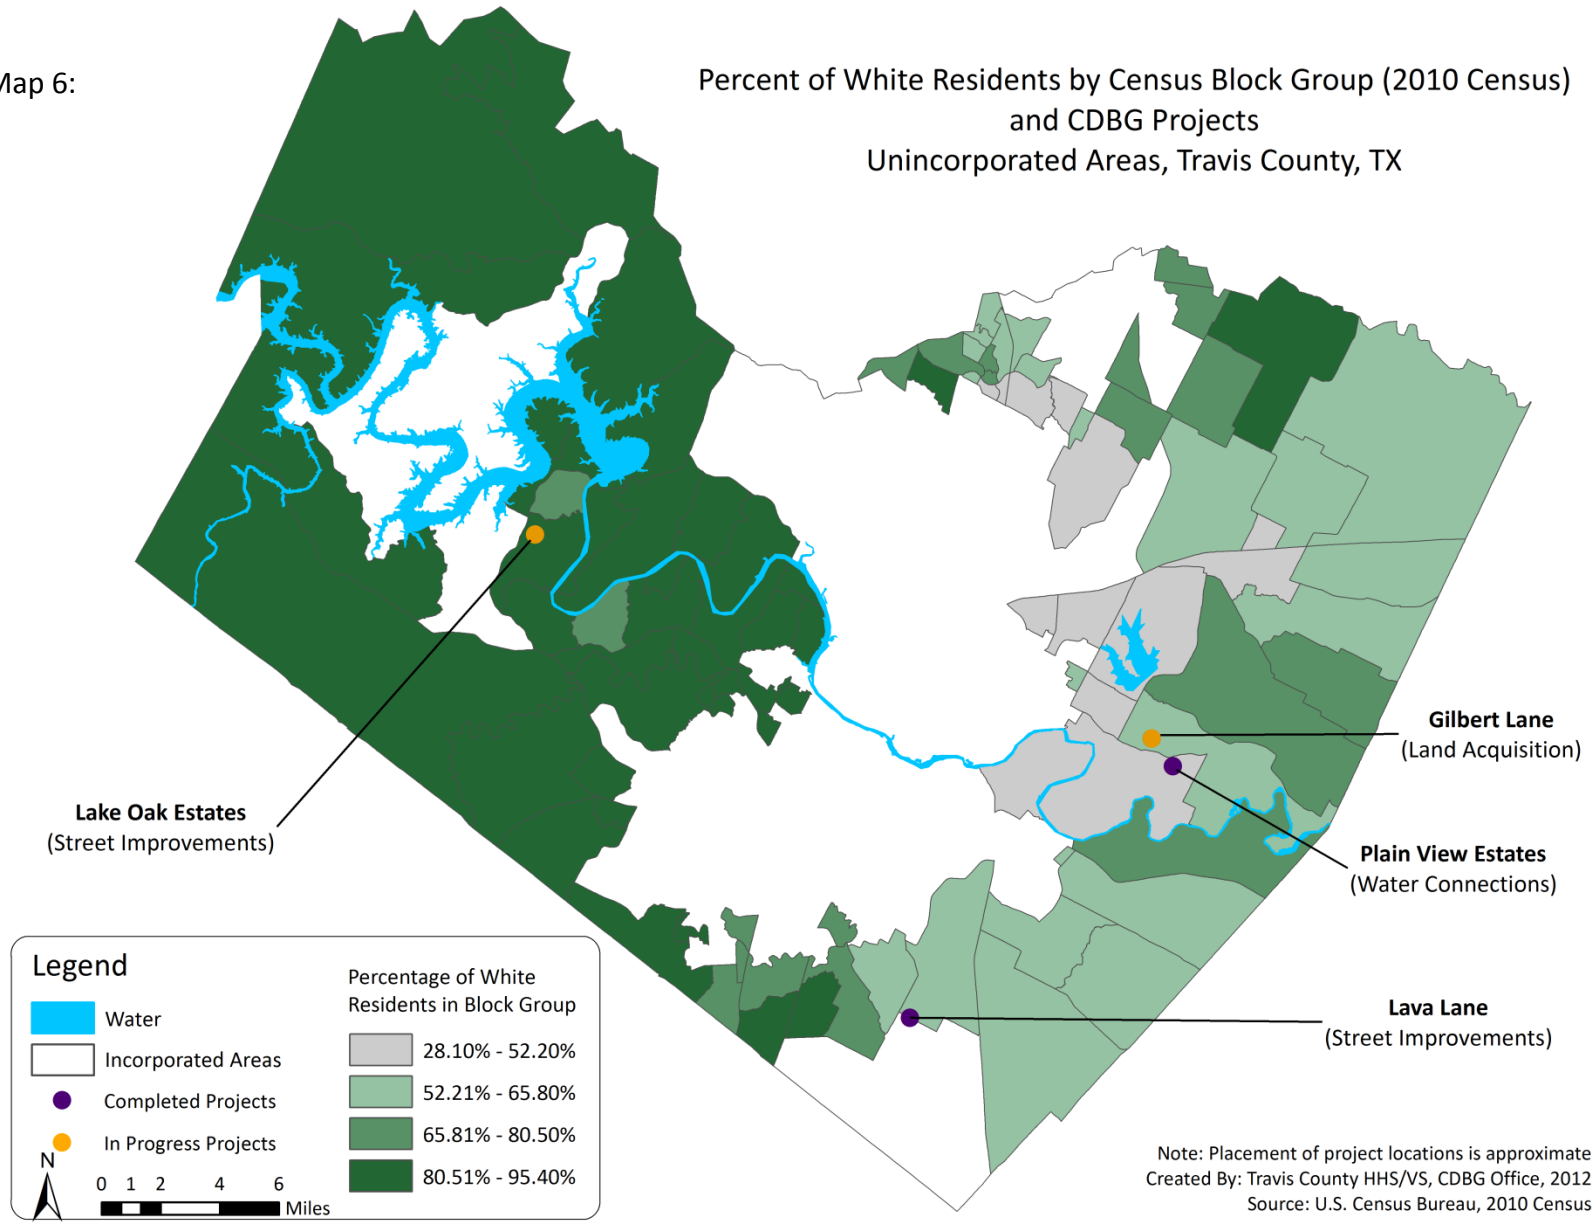 Map 6:
Percent of White Residents by Census Block Group (2010 Census)
and CDBG Projects
Unincorporated Areas, Travis County, TX
Gilbert Lane
(Land Acquisition)
Lake Oak Estates
(Street Improvements)
Plain View Estates
(Water Connections)
Lava Lane
(Street Improvements)
Legend
Water
Incorporated Areas
Completed Projects
In Progress Projects
N
0 1 2 4 6
Miles
Percentage of White
Residents in Block Group
28.10% - 52.20%
52.21% - 65.80%
65.81% - 80.50%
80.51% - 95.40%
Note: Placement of project locations is approximate
Created By: Travis County HHS/VS, CDBG Office, 2012
Source: U.S. Census Bureau, 2010 Census